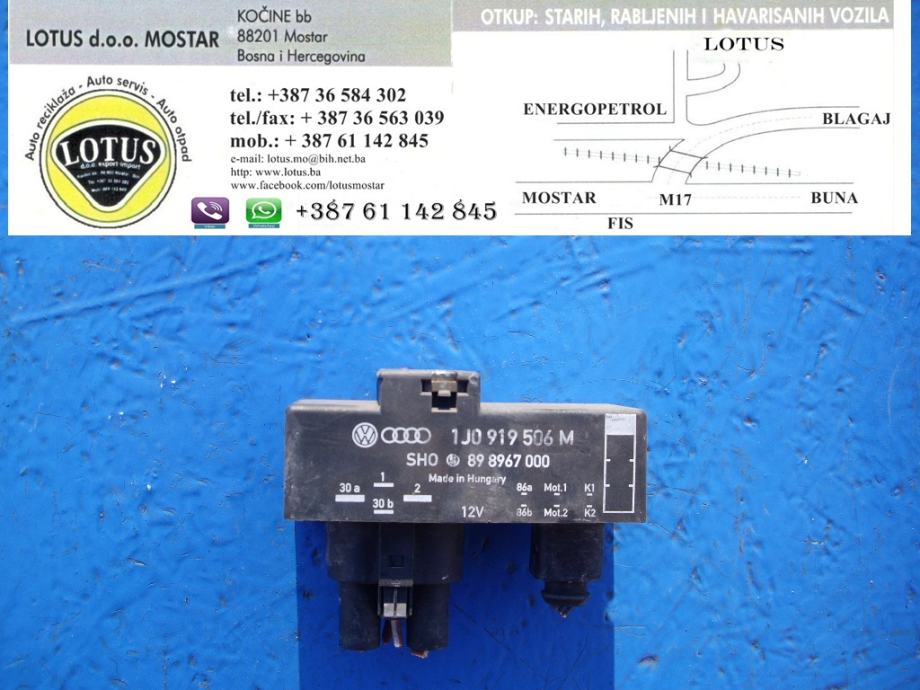 LOTUS d.o.o. MOSTAR
KOČINE bb
88201 Mostar
Bosna i Hercegovina
OTKUP: STARIH, RABLJENIH I HAVARISANIH VOZILA
Auto reciklaža - Auto servis - Auto otpad
LOTUS
d.o.o. export-import
tel.: +387 36 584 302
tel./fax: + 387 36 563 039
mob.: + 387 61 142 845
e-mail: lotus.mo@bih.net.ba
http: www.lotus.ba
www.facebook.com/lotusmostar
+387 61 142 845
LOTUS
ENERGOPETROL
BLAGAJ
MOSTAR
M17
BUNA
FIS
1J0 919 506 M
SHO 89 8967 000
Made in Hungary
30 a
1
2
30 b
12V
86a Mot.1 K1
86b Mot.2 K2